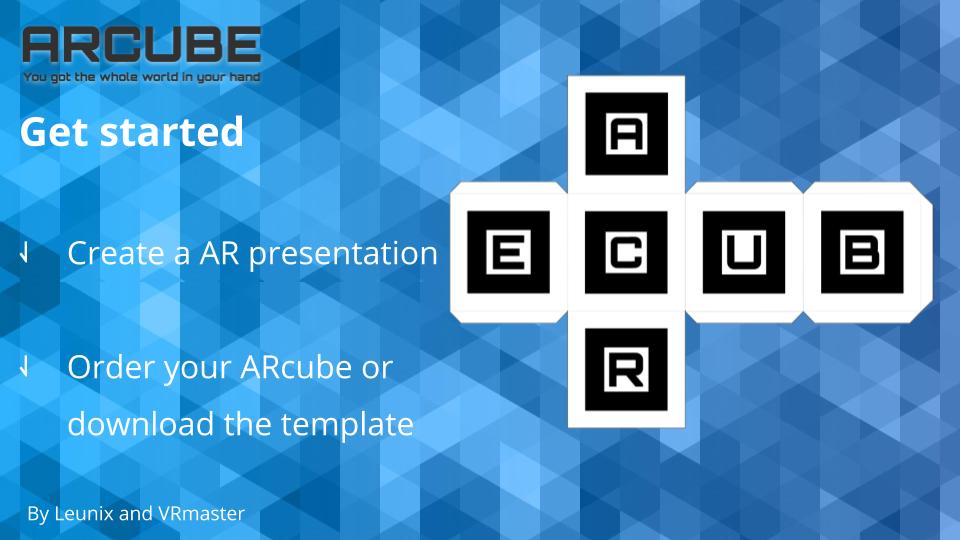 ARCUBE
You got the whole world in your hand
Get started
Create a AR presentation
Order your ARcube or
download the template
By Leunix and VRmaster
A
E C U B
R